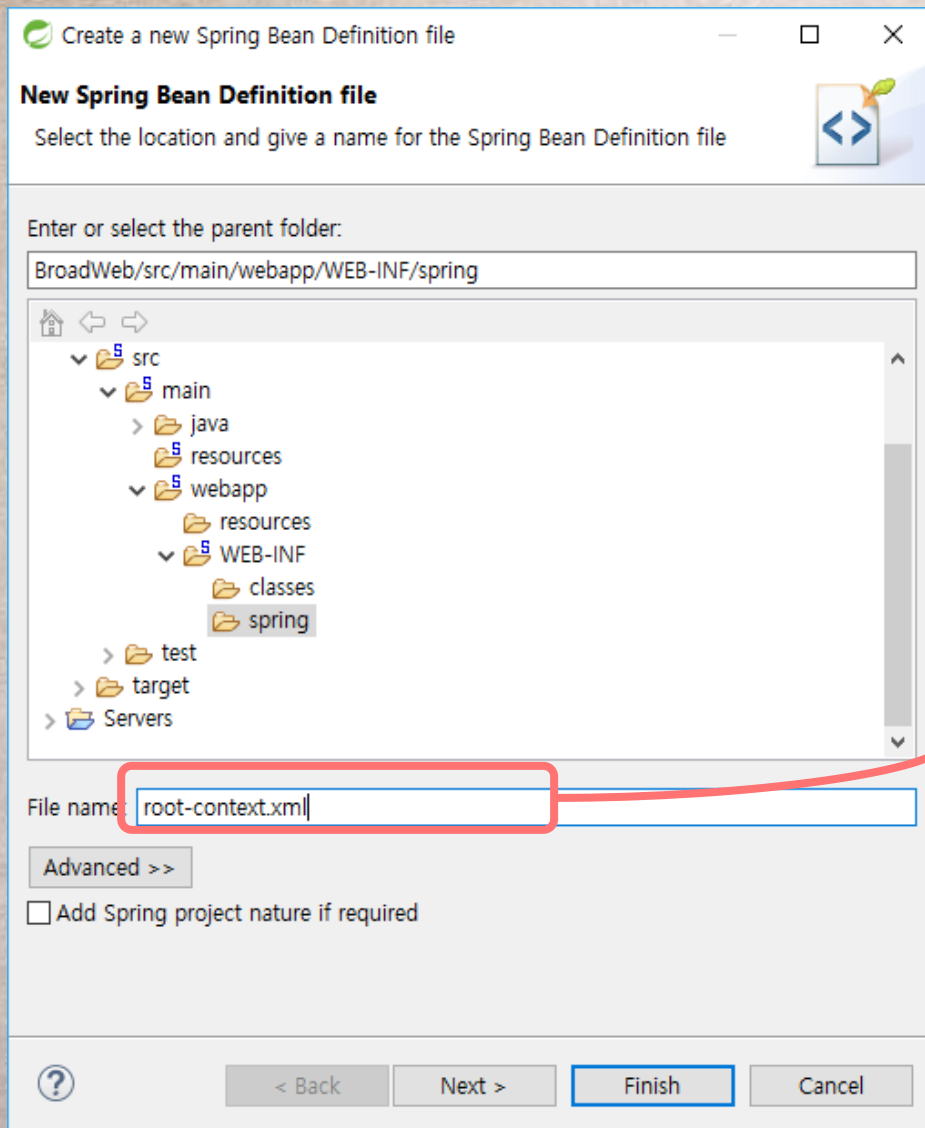 Create a new Spring Bean Definition file
New Spring Bean Definition file
Select the location and give a name for the Spring Bean Definition file
Enter or select the parent folder:
BroadWeb/src/main/webapp/WEB-INF/spring
src
main
java
resources
webapp
resources
WEB-INF
classes
spring
test
target
Servers
File name: root-context.xml
Advanced >>
Add Spring project nature if required
< Back Next > Finish Cancel